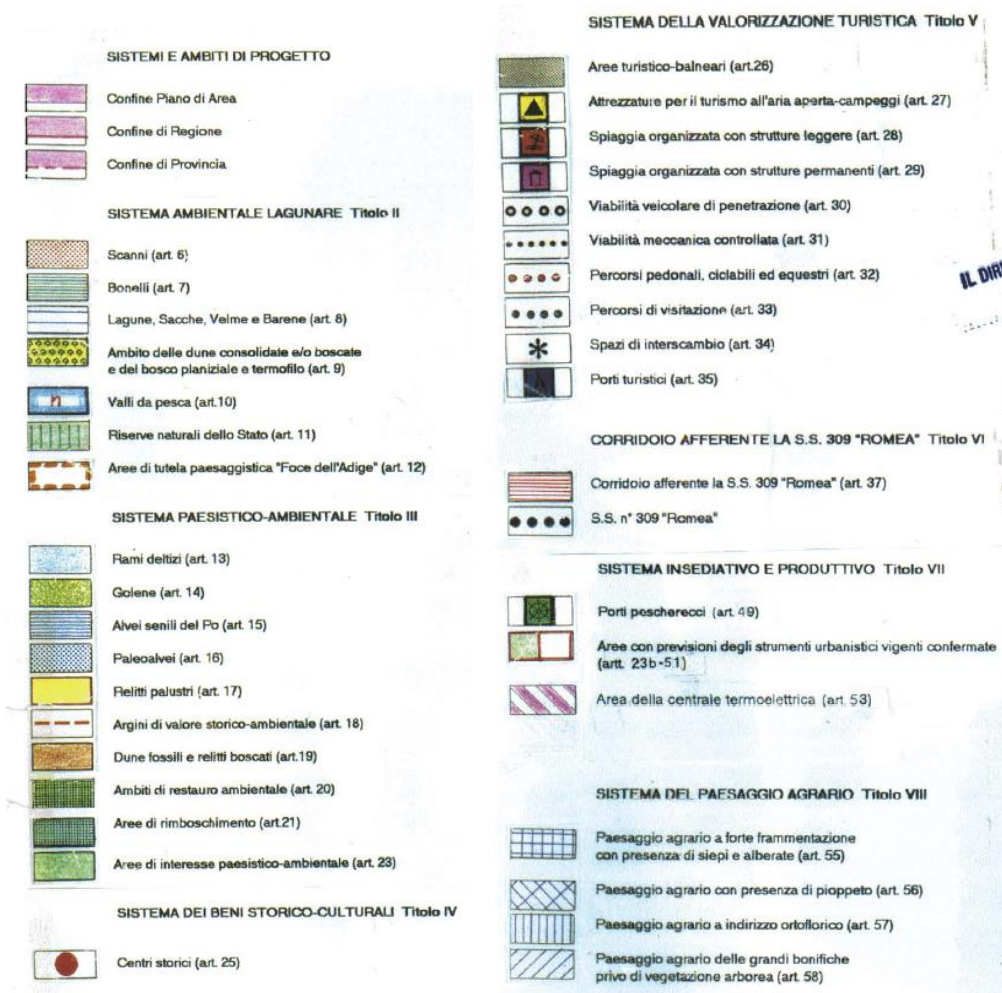 SISTEMI E AMBITI DI PROGETTO
Confine Piano di Area
Confine di Regione
Confine di Provincia
SISTEMA AMBIENTALE LAGUNARE Titolo II
Scanni (art. 6)
Bonelli (art. 7)
Lagune, Sacche, Velme e Barene (art. 8)
Ambito delle dune consolidate e/o boscate
e del bosco planiziale e termofilo (art. 9)
Valli da pesca (art.10)
Riserve naturali dello Stato (art. 11)
Aree di tutela paesaggistica "Foce dell'Adige" (art. 12)
SISTEMA PAESISTICO-AMBIENTALE Titolo III
Rami deltizi (art. 13)
Golene (art. 14)
Alvei senili del Po (art. 15)
Paleoalvei (art. 16)
Relitti palustri (art. 17)
Argini di valore storico-ambientale (art. 18)
Dune fossili e relitti boscati (art.19)
Ambiti di restauro ambientale (art. 20)
Aree di rimboschimento (art.21)
Aree di interesse paesistico-ambientale (art. 23)
SISTEMA DEI BENI STORICO-CULTURALI Titolo IV
Centri storici (art. 25)
SISTEMA DELLA VALORIZZAZIONE TURISTICA Titolo V
Aree turistico-balneari (art.26)
Attrezzature per il turismo all'aria aperta-campeggi (art. 27)
Spiaggia organizzata con strutture leggere (art. 28)
Spiaggia organizzata con strutture permanenti (art. 29)
Viabilità veicolare di penetrazione (art. 30)
Viabilità meccanica controllata (art. 31)
Percorsi pedonali, ciclabili ed equestri (art. 32)
IL DIR
Percorsi di visitazione (art. 33)
Spazi di interscambio (art. 34)
Porti turistici (art. 35)
CORRIDOIO AFFERENTE LA S.S. 309 "ROMEA" Titolo VI
Corridoio afferente la S.S. 309 "Romea" (art. 37)
S.S. n° 309 "Romea"
SISTEMA INSEDIATIVO E PRODUTTIVO Titolo VII
Porti pescherecci (art. 49)
Aree con previsioni degli strumenti urbanistici vigenti confermate
(artt. 23b-51)
Area della centrale termoelettrica (art. 53)
SISTEMA DEL PAESAGGIO AGRARIO Titolo VIII
Paesaggio agrario a forte frammentazione
con presenza di siepi e alberate (art. 55)
Paesaggio agrario con presenza di pioppeto (art. 56)
Paesaggio agrario a indirizzo ortoflorico (art. 57)
Paesaggio agrario delle grandi bonifiche
privo di vegetazione arborea (art. 58)